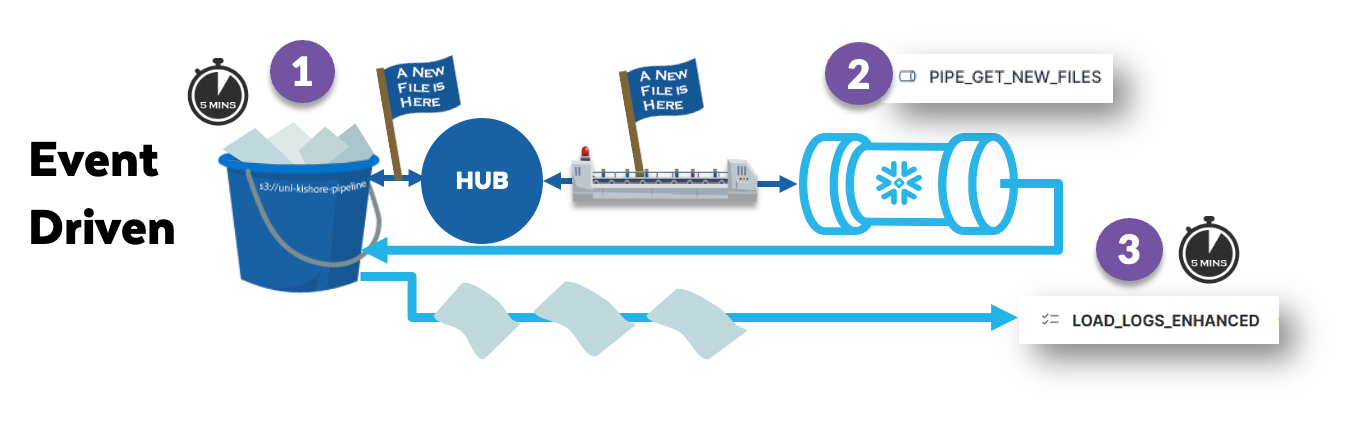 Event
Driven
5 MINS
1
s3://uni-kishore-pipeline
A NEW
FILE IS
HERE
HUB
A NEW
FILE IS
HERE
2
PIPE_GET_NEW_FILES
3
5 MINS
LOAD_LOGS_ENHANCED